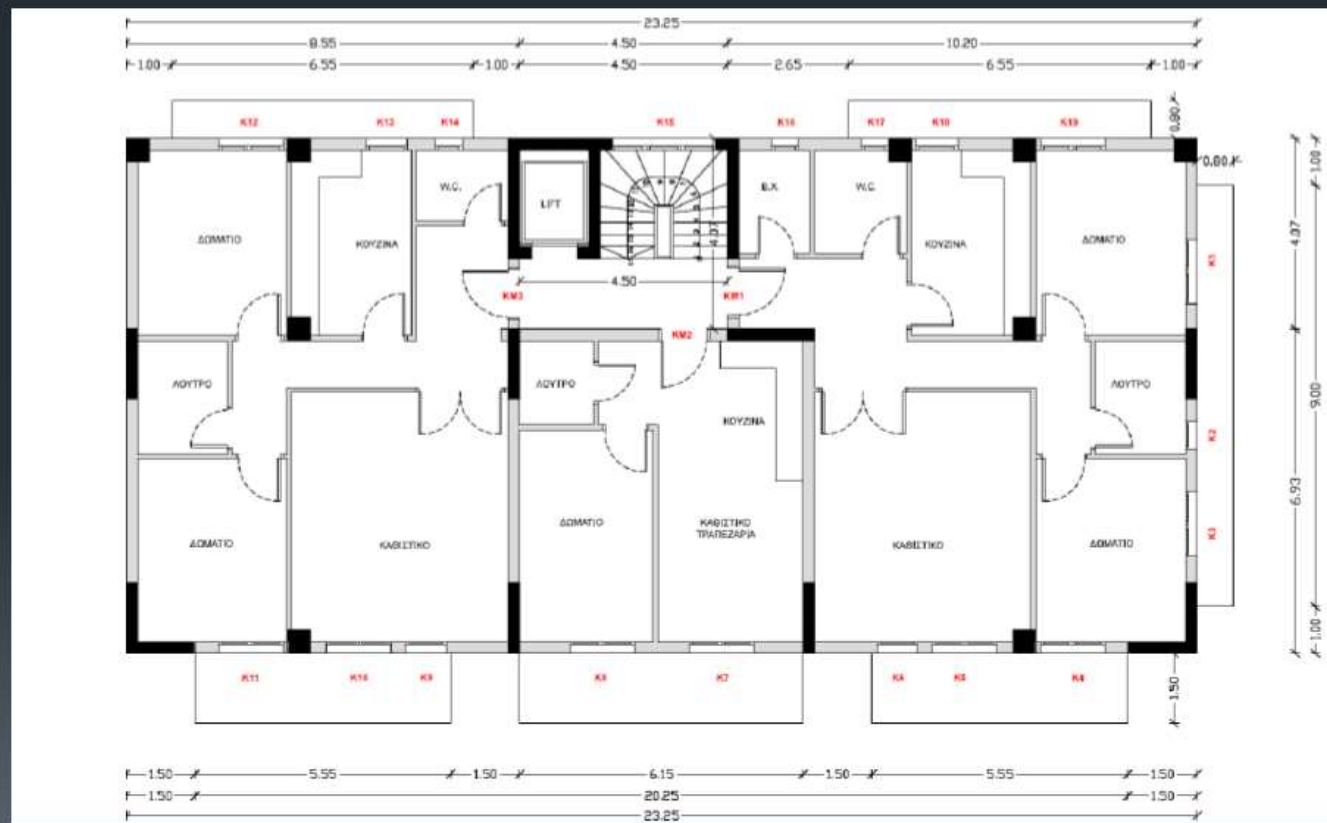 23.25
8.55 4.50 10.20
1.00 6.55 1.00 4.50 2.65 6.55 1.00
K12 K13 K14 K15 K16 K17 K18 K19
0.80
0.80
1.00
W.C. B.X. W.C.
LIFT
ΔΩΜΑΤΙΟ ΚΟΥΖΙΝΑ ΚΟΥΖΙΝΑ ΔΩΜΑΤΙΟ
4.07 4.07
K1
4.50
KM3 KM1
KM2
ΛΟΥΤΡΟ ΛΟΥΤΡΟ ΛΟΥΤΡΟ
9.00
ΚΟΥΖΙΝΑ
K2
6.93
ΔΩΜΑΤΙΟ ΚΑΘΙΣΤΙΚΟ ΔΩΜΑΤΙΟ ΚΑΘΙΣΤΙΚΟ
ΤΡΑΠΕΖΑΡΙΑ ΚΑΘΙΣΤΙΚΟ ΔΩΜΑΤΙΟ
K3
1.00
K11 K10 K9 K8 K7 K6 K5 K4
1.50
1.50 5.55 1.50 6.15 1.50 5.55 1.50
1.50 20.25 1.50
23.25